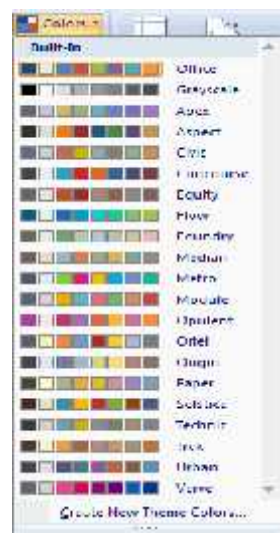 Colors
Built-In
Office
Grayscale
Apex
Aspect
Civic
Concourse
Equity
Flow
Foundry
Median
Metro
Module
Opulent
Oriel
Origin
Paper
Solstice
Technic
Trek
Urban
Verve
Create New Theme Colors...